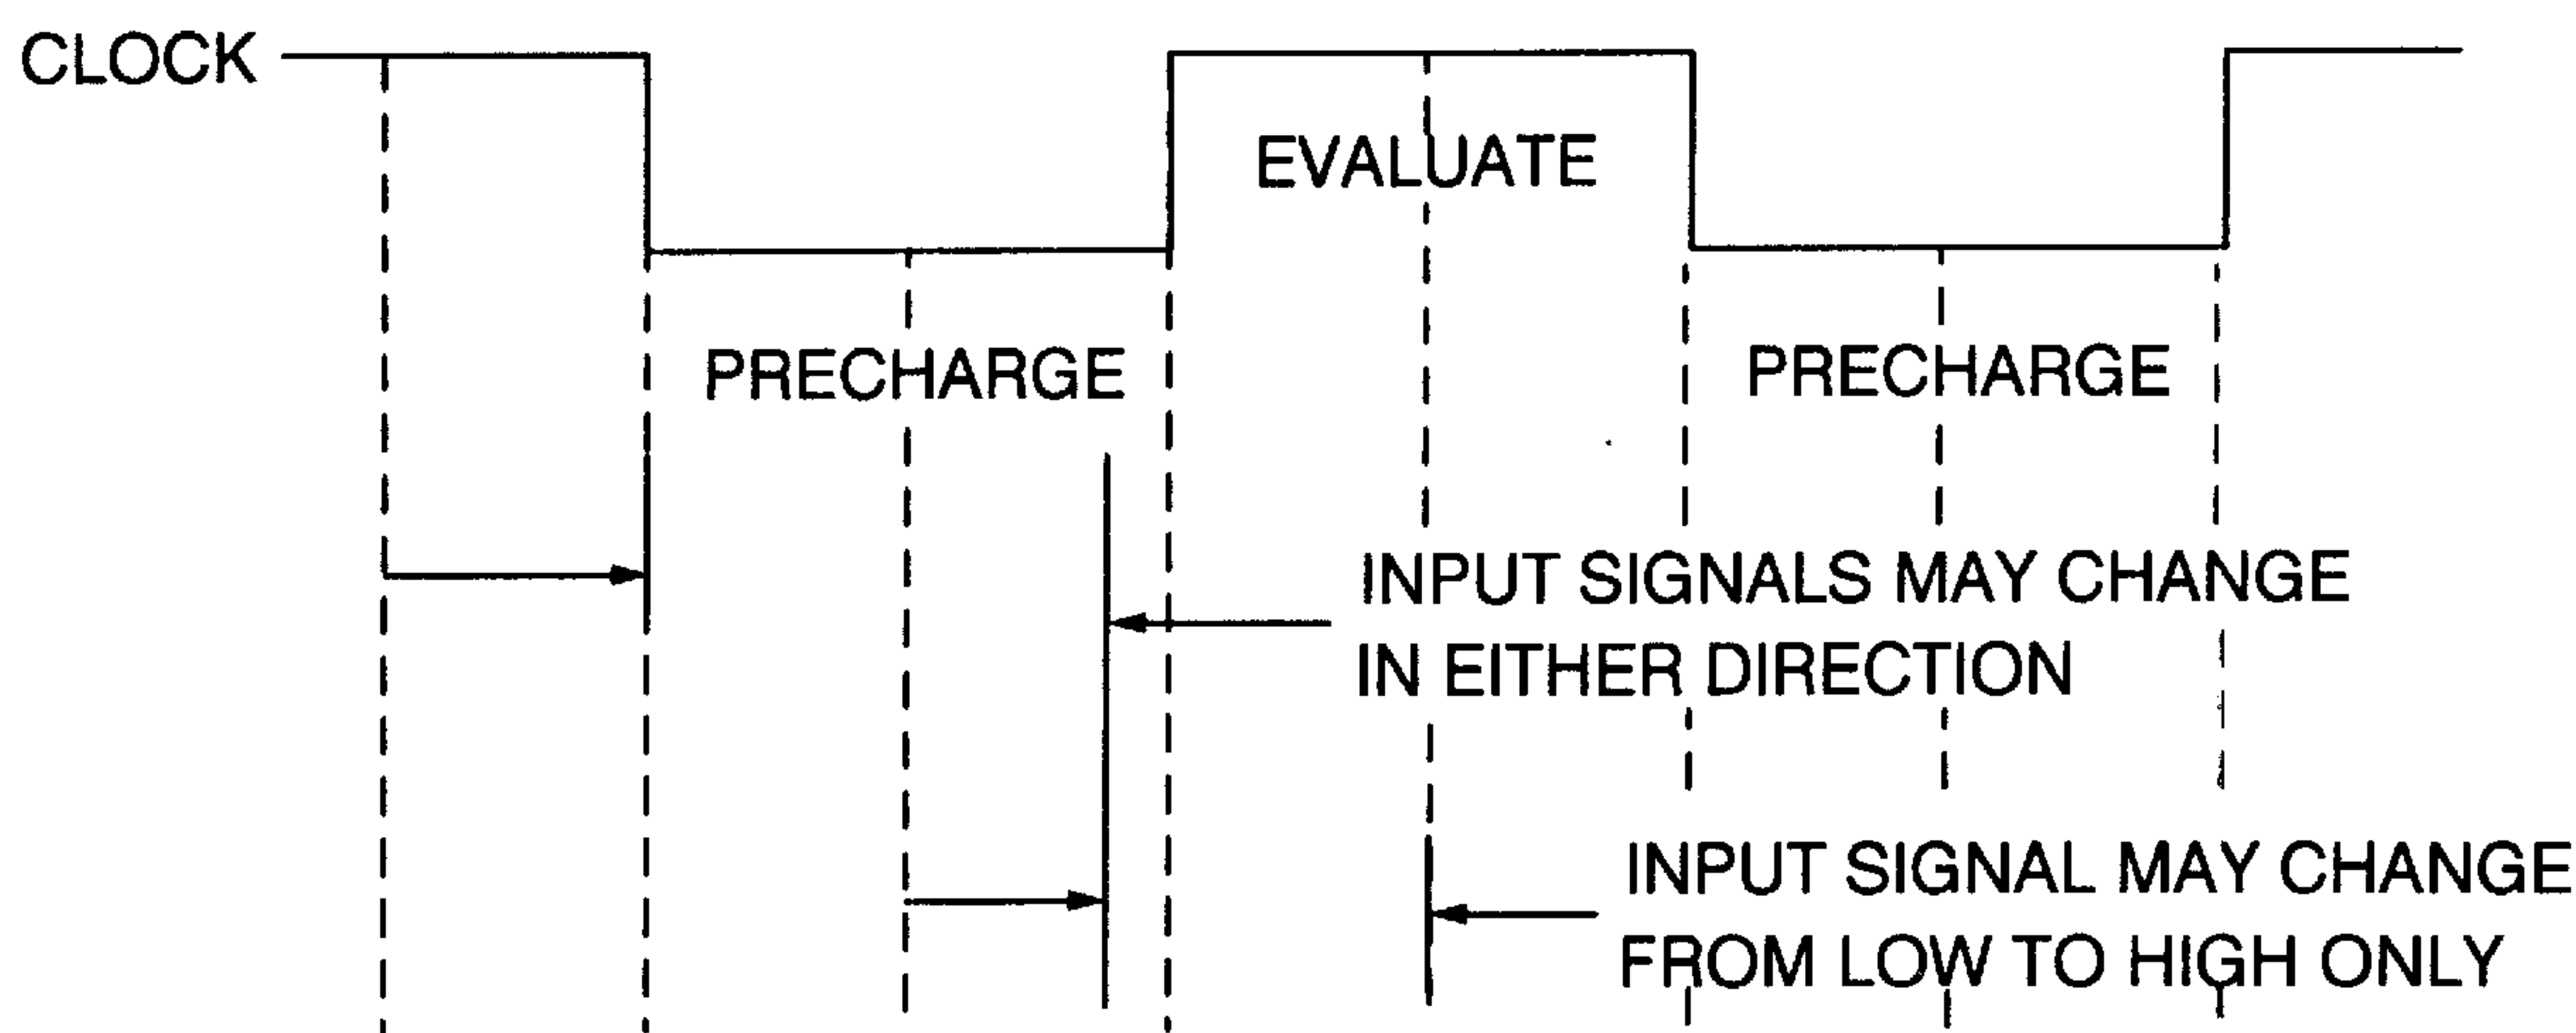 CLOCK
EVALUATE
PRECHARGE
PRECHARGE
INPUT SIGNALS MAY CHANGE
IN EITHER DIRECTION
INPUT SIGNAL MAY CHANGE
FROM LOW TO HIGH ONLY